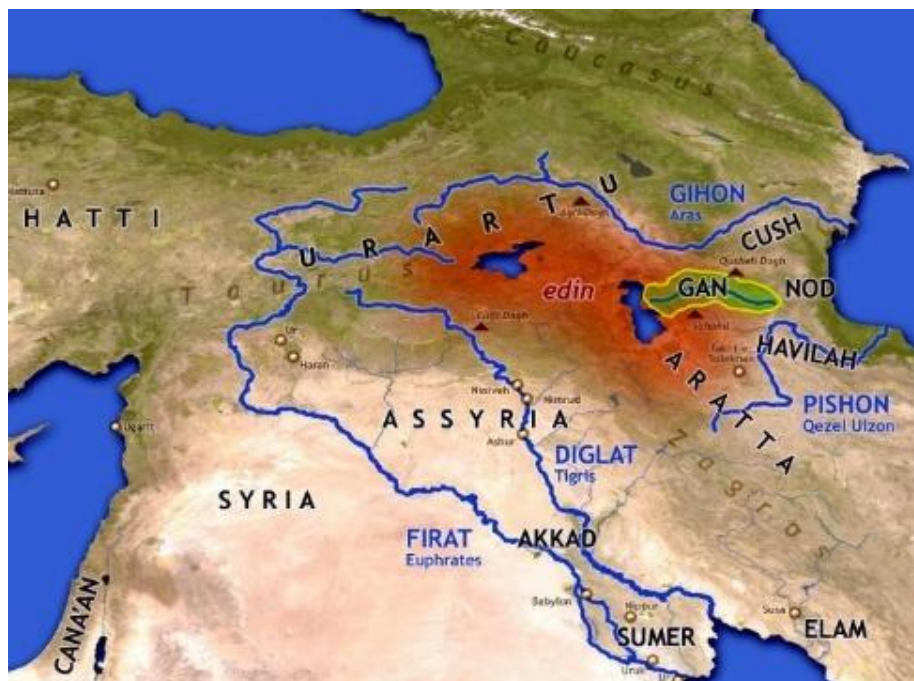 Caucasus
HATTI
URARTU
GIHON
Aras
CUSH
Taurus
edin
GAN
NOD
HAVILAH
ARATTA
PISHON
Qezel Ulzon
Ur
Haran
Nimrud
ASSYRIA
Ashur
Ugarit
DIGLAT
Tigris
Zagros
SYRIA
FIRAT
Euphrates
AKKAD
Babylon
Nippur
Susa
CANA'AN
SUMER
ELAM
Uruk